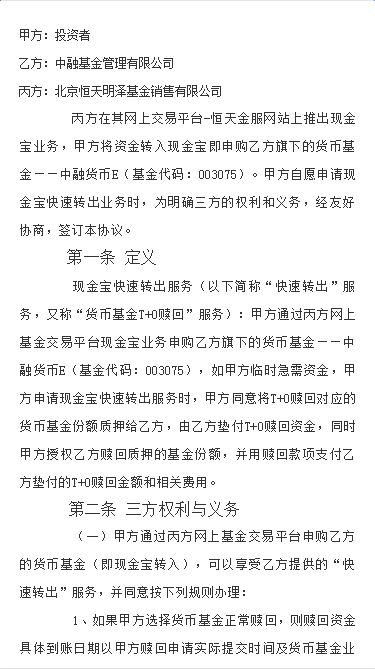 甲方：投资者
乙方：中融基金管理有限公司
丙方：北京恒天明泽基金销售有限公司
丙方在其网上交易平台-恒天金服网站上推出现金
宝业务，甲方将资金转入现金宝即申购乙方旗下的货币基
金——中融货币E（基金代码：003075）。甲方自愿申请现
金宝快速转出业务时，为明确三方的权利和义务，经友好
协商，签订本协议。
第一条 定义
现金宝快速转出服务（以下简称“快速转出”服
务，又称“货币基金T+0赎回”服务）：甲方通过丙方网上
基金交易平台现金宝业务申购乙方旗下的货币基金——中
融货币E（基金代码：003075），如甲方临时急需资金，甲
方申请现金宝快速转出服务时，甲方同意将T+0赎回对应的
货币基金份额质押给乙方，由乙方垫付T+0赎回资金，同时
甲方授权乙方赎回质押的基金份额，并用赎回款项支付乙
方垫付的T+0赎回金额和相关费用。
第二条 三方权利与义务
（一）甲方通过丙方网上基金交易平台申购乙方
的货币基金（即现金宝转入），可以享受乙方提供的“快
速转出”服务，并同意按下列规则办理：
1、如果甲方选择货币基金正常赎回，则赎回资金
具体到账日期以甲方赎回申请实际提交时间及货币基金业